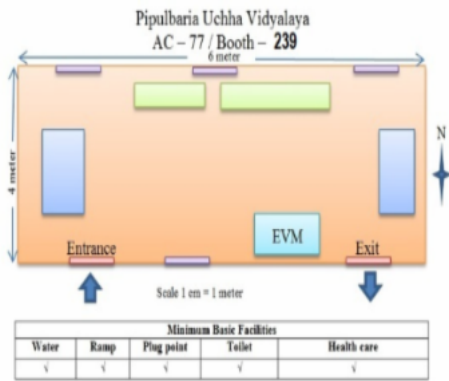 Pipulbaria Uchha Vidyalaya
AC – 77 / Booth – 239
6 meter
4 meter
N
EVM
Entrance
Exit
Scale 1 cm = 1 meter
Minimum Basic Facilities
Water Ramp Plug point Toilet Health care
√ √ √ √ √